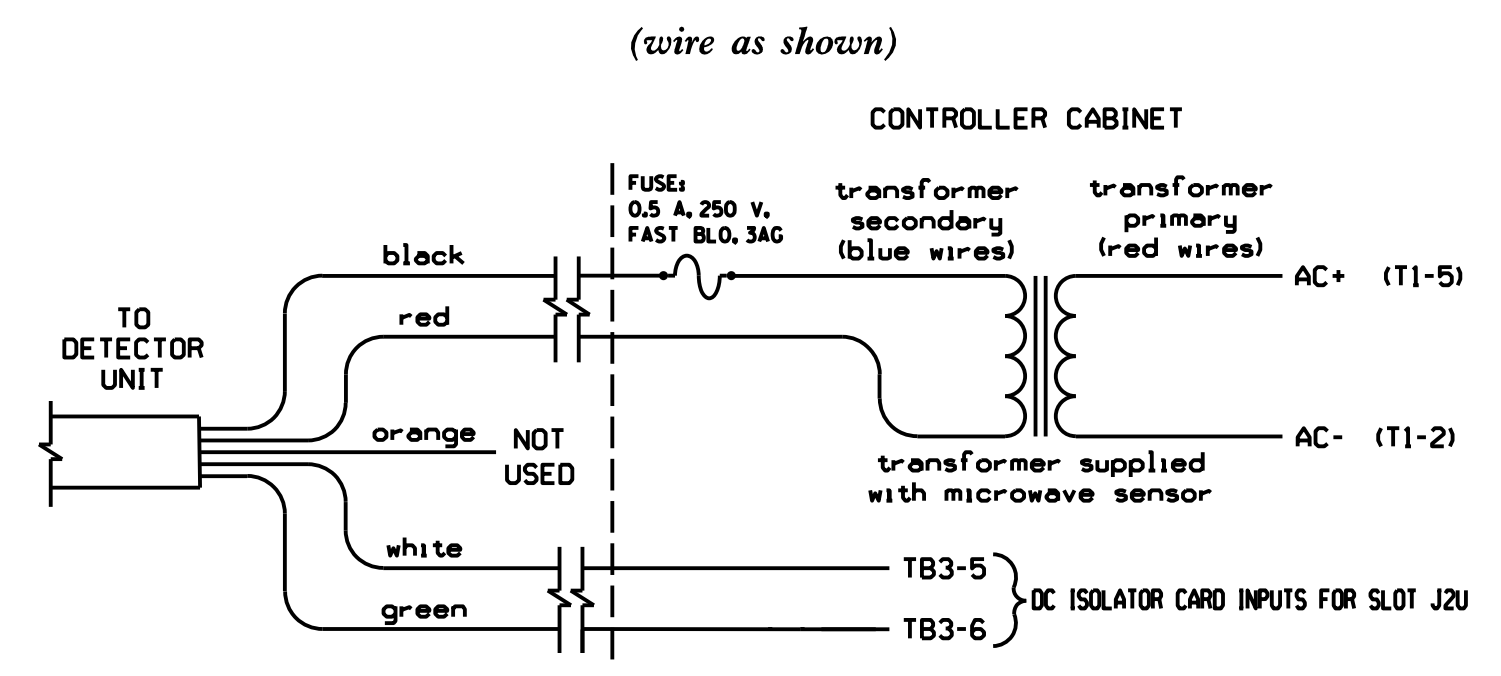 (wire as shown)
CONTROLLER CABINET
FUSE:
0.5 A, 250 V,
FAST BLO, 3AG
transformer
secondary
(blue wires)
transformer
primary
(red wires)
black
AC+ (T1-5)
red
TO
DETECTOR
UNIT
orange
NOT
USED
AC- (T1-2)
transformer supplied
with microwave sensor
white
TB3-5
green
TB3-6
DC ISOLATOR CARD INPUTS FOR SLOT J2U